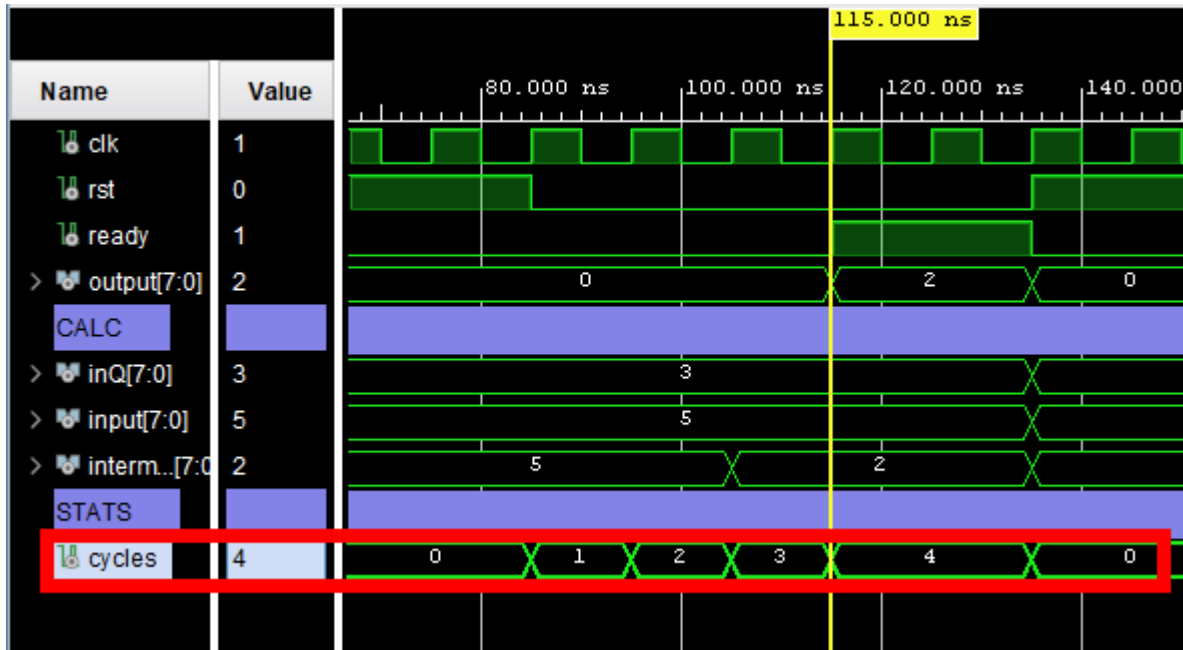 115.000 ns
Name Value 80.000 ns 100.000 ns 120.000 ns 140.000
clk 1
rst 0
ready 1
output[7:0] 2 0 2 0
CALC
inQ[7:0] 3 3
input[7:0] 5 5
interm...[7:0 2 5 2
STATS
cycles 4 0 1 2 3 4 0